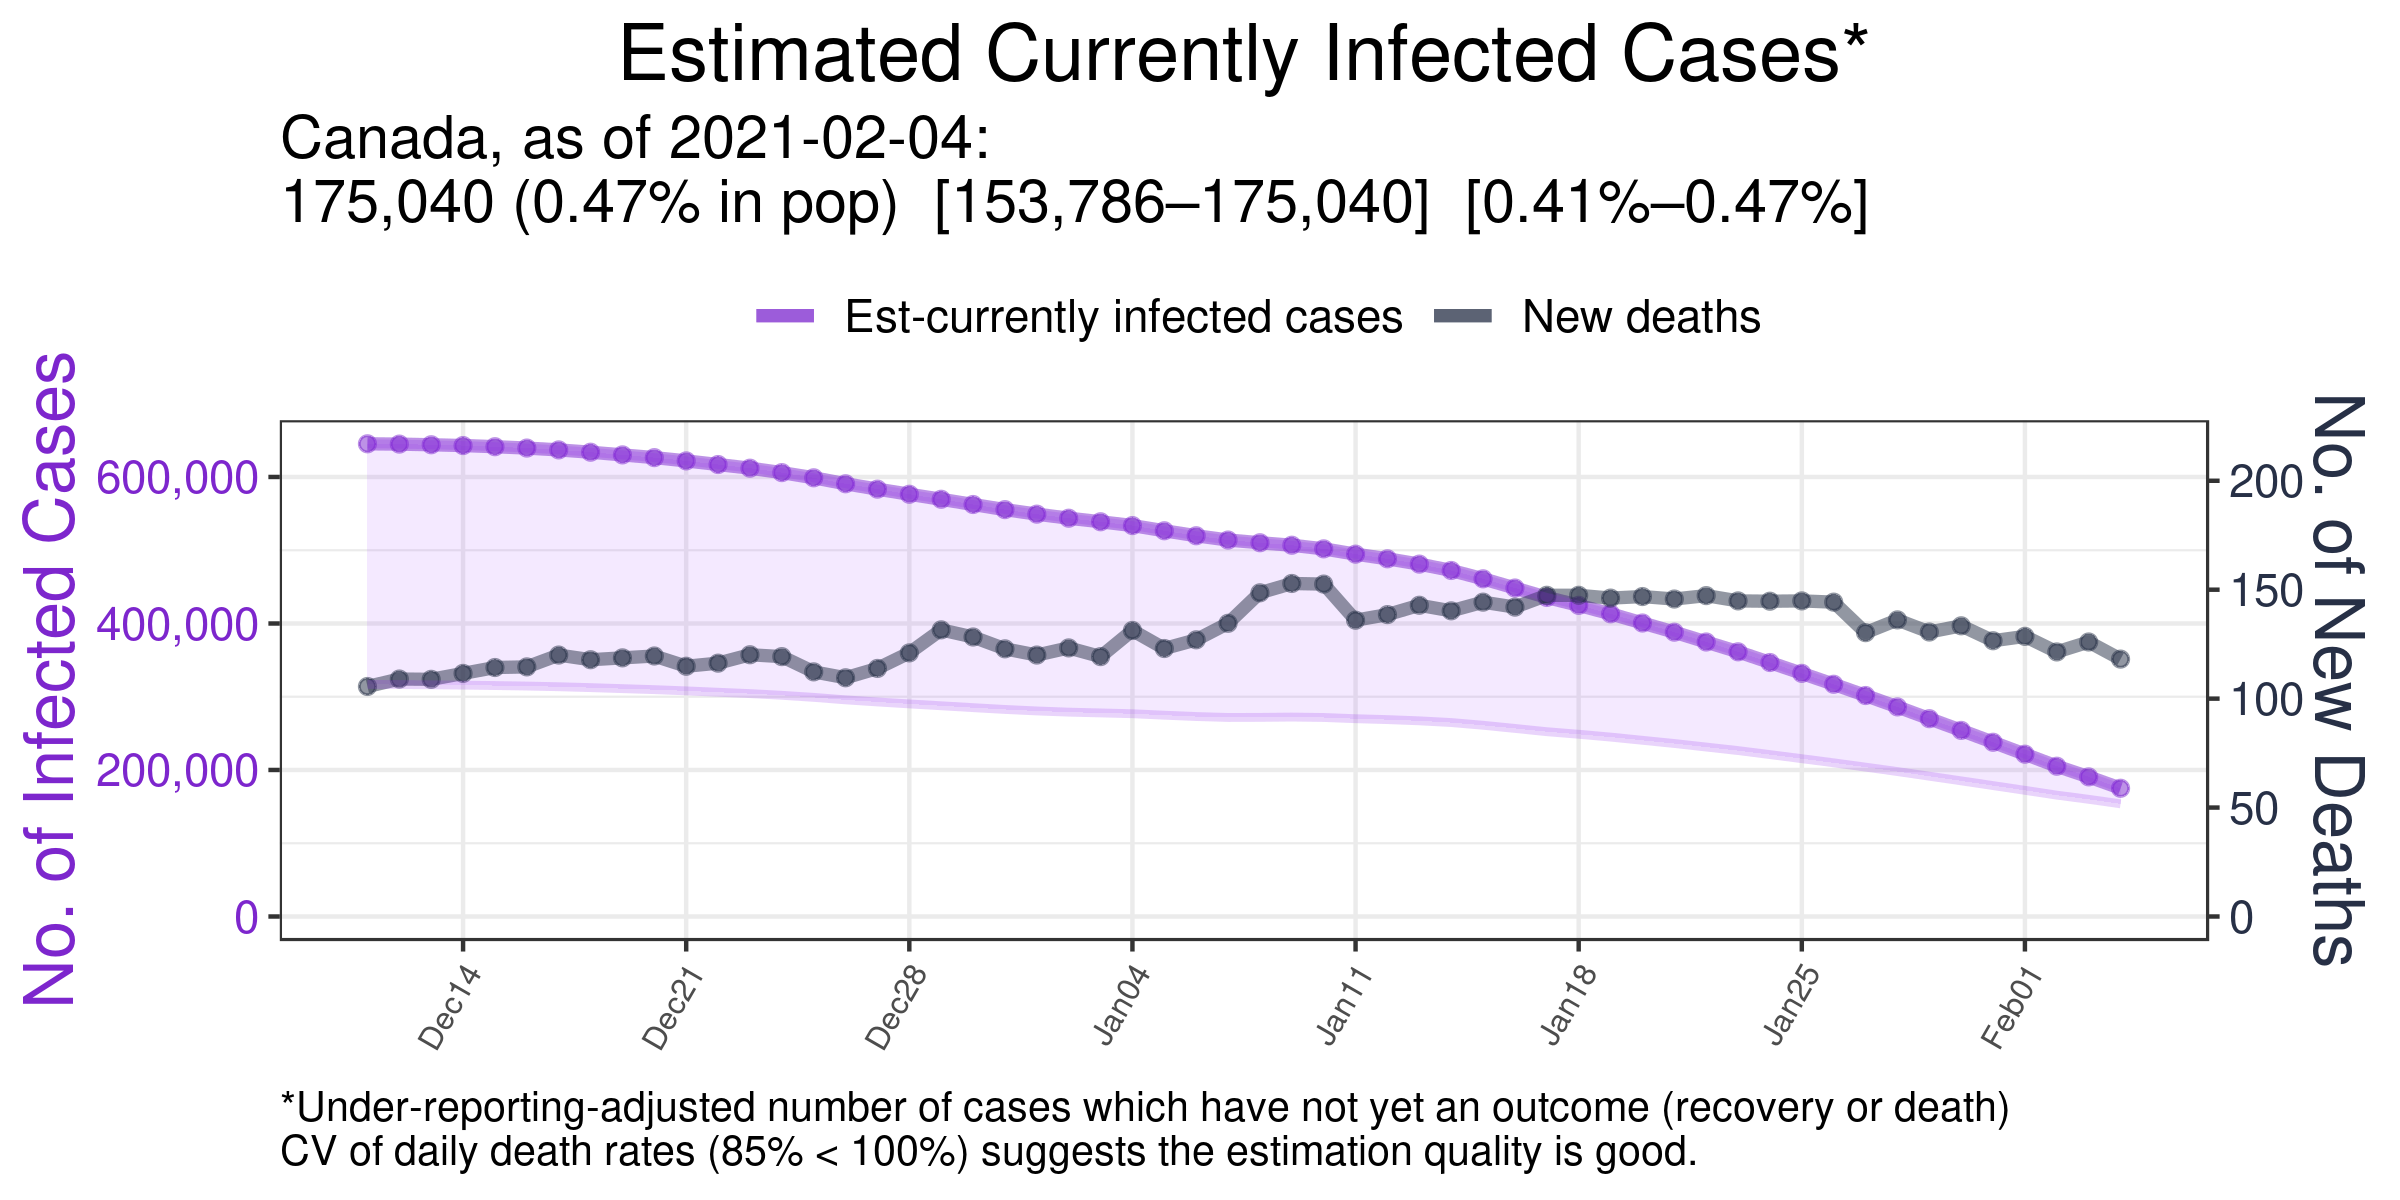 Estimated Currently Infected Cases*
Canada, as of 2021-02-04:
175,040 (0.47% in pop)  [153,786–175,040]  [0.41%–0.47%]
Est-currently infected cases
New deaths
No. of Infected Cases
600,000
400,000
200,000
0
200
150
100
50
0
No. of New Deaths
Dec14
Dec21
Dec28
Jan04
Jan11
Jan18
Jan25
Feb01
*Under-reporting-adjusted number of cases which have not yet an outcome (recovery or death)
CV of daily death rates (85% < 100%) suggests the estimation quality is good.